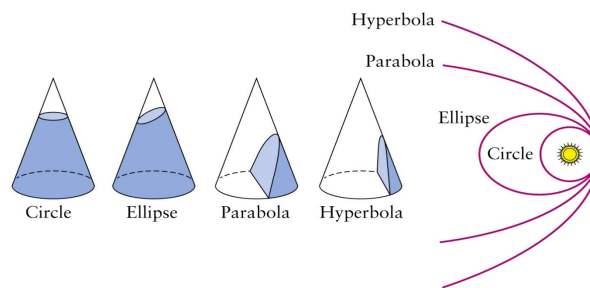 Hyperbola
Parabola
Ellipse
Circle
Circle
Ellipse
Parabola
Hyperbola